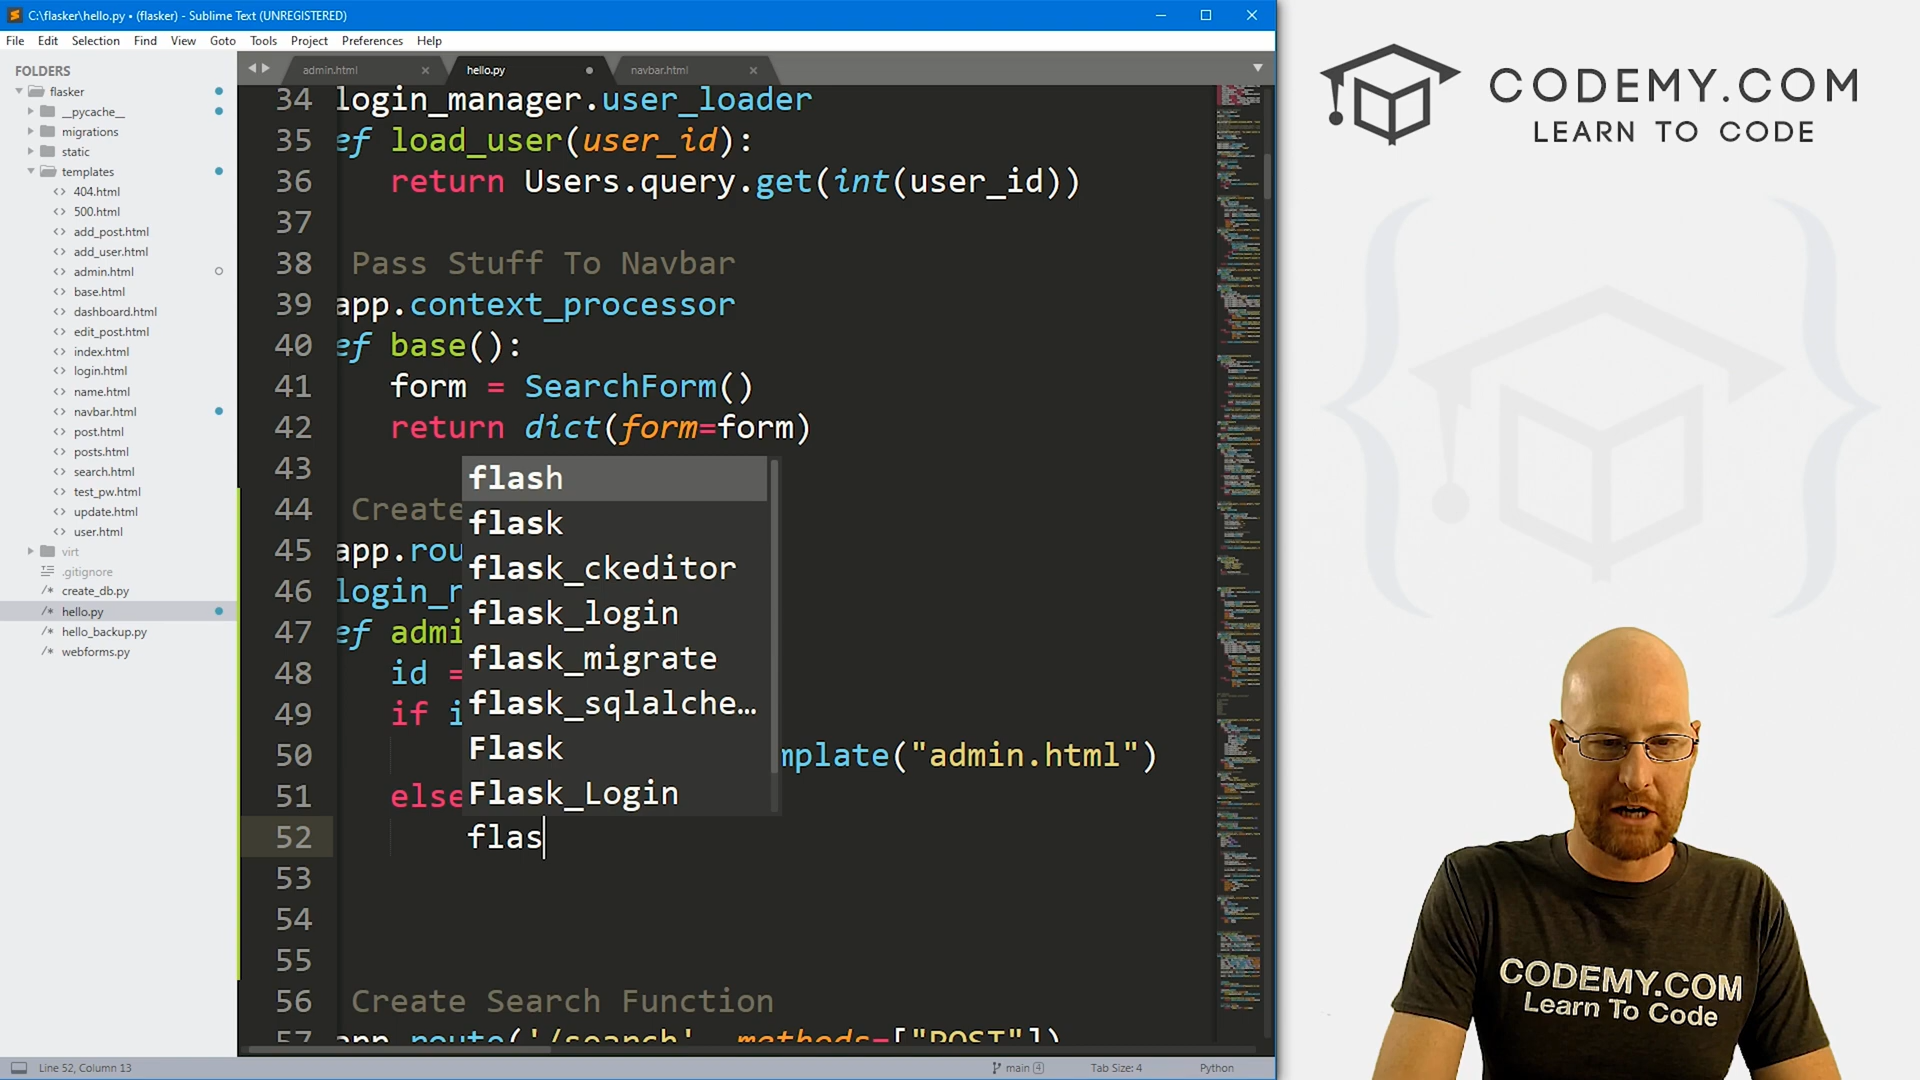 C:\flasker\hello.py • (flasker) - Sublime Text (UNREGISTERED)
File Edit Selection Find View Goto Tools Project Preferences Help
FOLDERS
flasker
__pycache__
migrations
static
templates
404.html
500.html
add_post.html
add_user.html
admin.html
base.html
dashboard.html
edit_post.html
index.html
login.html
name.html
navbar.html
post.html
posts.html
search.html
test_pw.html
update.html
user.html
virt
.gitignore
create_db.py
hello.py
hello_backup.py
webforms.py
admin.html hello.py navbar.html
34 login_manager.user_loader
35 ef load_user(user_id):
36 return Users.query.get(int(user_id))
37
38 Pass Stuff To Navbar
39 app.context_processor
40 ef base():
41 form = SearchForm()
42 return dict(form=form)
43
44 Create
45 app.rou
46 login_r
47 ef admi
48 id =
49 if i
50 mplate("admin.html")
51 else
52 flas
53
54
55
56 Create Search Function
57 app.route('/search', methods=["POST"])
flash
flask
flask_ckeditor
flask_login
flask_migrate
flask_sqlalche…
Flask
Flask_Login
Line 52, Column 13 main 4 Tab Size: 4 Python
CODEMY.COM
LEARN TO CODE
CODEMY.COM
Learn To Code